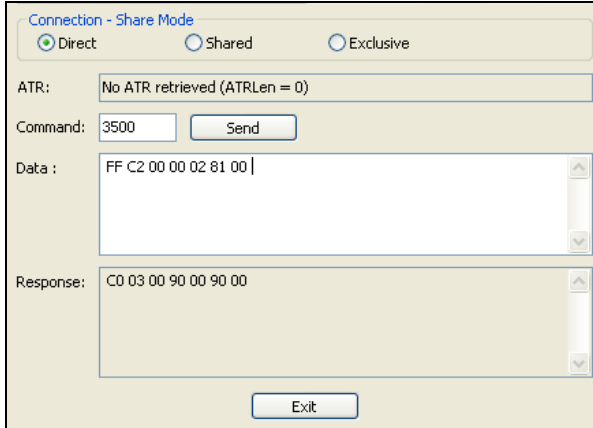 Connection - Share Mode
Direct Shared Exclusive
ATR: No ATR retrieved (ATRLen = 0)
Command: 3500 Send
Data : FF C2 00 00 02 81 00
Response: C0 03 00 90 00 90 00
Exit